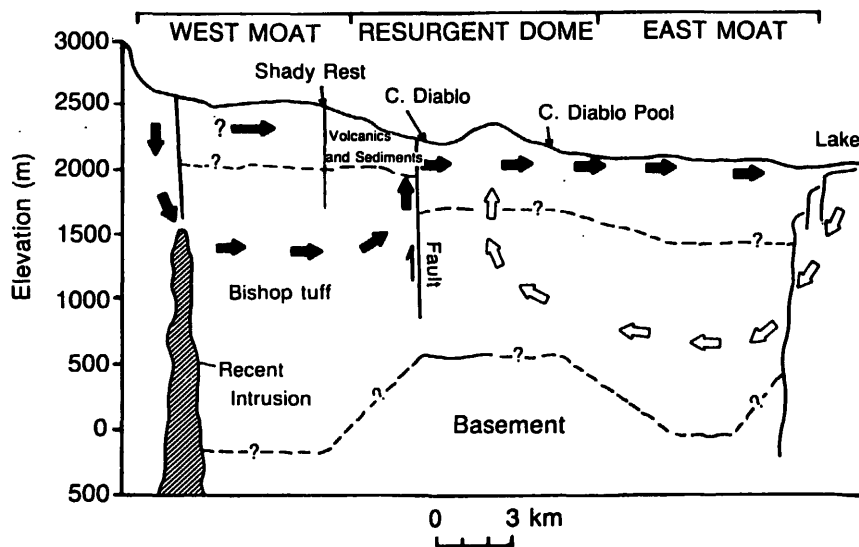 WEST MOAT RESURGENT DOME EAST MOAT
3000
Shady Rest
C. Diablo
C. Diablo Pool
2500
?
Volcanics
and Sediments
Lake
?
2000
?
1500
?
Elevation (m)
Fault
Bishop tuff
1000
500
?
Recent
Intrusion
?
?
Basement
0
?
500
0 3 km